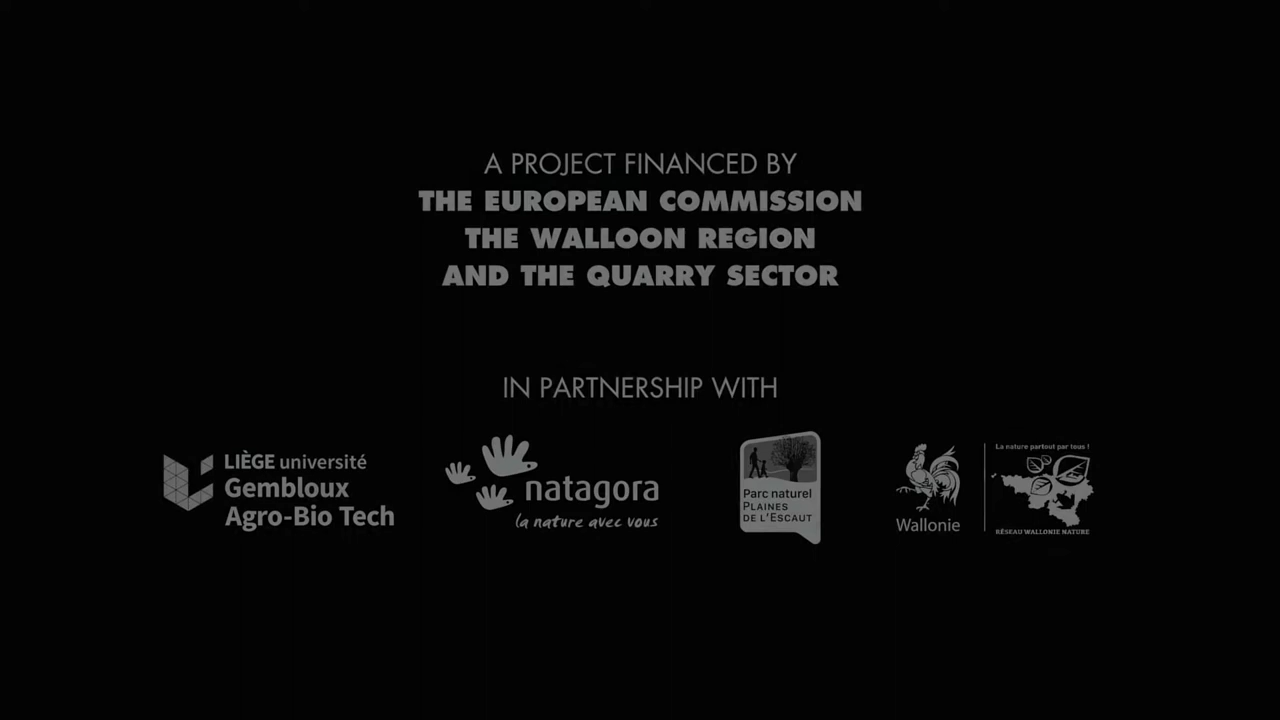 A PROJECT FINANCED BY
THE EUROPEAN COMMISSION
THE WALLOON REGION
AND THE QUARRY SECTOR
IN PARTNERSHIP WITH
LIÈGE université
Gembloux
Agro-Bio Tech
natagora
la nature avec vous
Parc naturel
PLAINES
DE L'ESCAUT
Wallonie
La nature partout par tous !
RÉSEAU WALLONIE NATURE